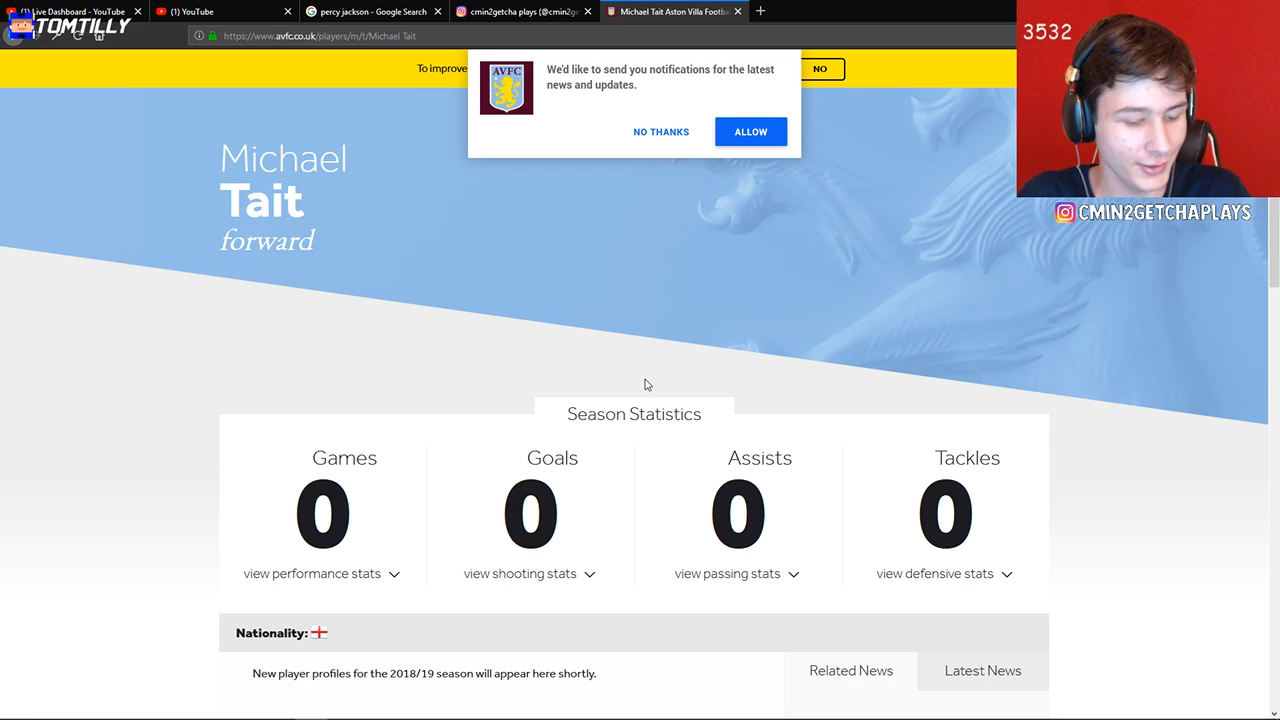 Live Dashboard - YouTube
(1) YouTube
percy jackson - Google Search
cmin2getcha plays (@cmin2ge
Michael Tait Aston Villa Footb
TOMTILLY
https://www.avfc.co.uk/players/m/t/Michael Tait
3532
To improve
NO
AVFC
We'd like to send you notifications for the latest
news and updates.
NO THANKS
ALLOW
CMIN2GETCHAPLAYS
Michael
Tait
forward
Season Statistics
Games
Goals
Assists
Tackles
0
0
0
0
view performance stats
view shooting stats
view passing stats
view defensive stats
Nationality:
New player profiles for the 2018/19 season will appear here shortly.
Related News
Latest News